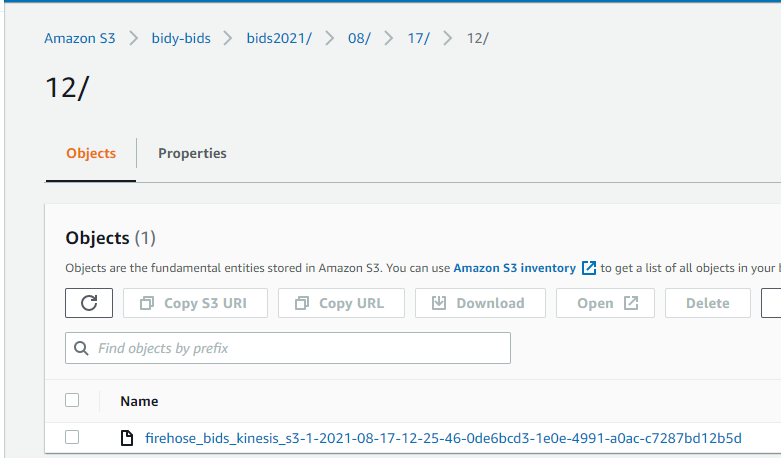 Amazon S3 > bidy-bids > bids2021/ > 08/ > 17/ > 12/
12/
Objects Properties
Objects (1)
Objects are the fundamental entities stored in Amazon S3. You can use Amazon S3 inventory to get a list of all objects in your
Copy S3 URI Copy URL Download Open Delete
Find objects by prefix
Name
firehose_bids_kinesis_s3-1-2021-08-17-12-25-46-0de6bcd3-1e0e-4991-a0ac-c7287bd12b5d